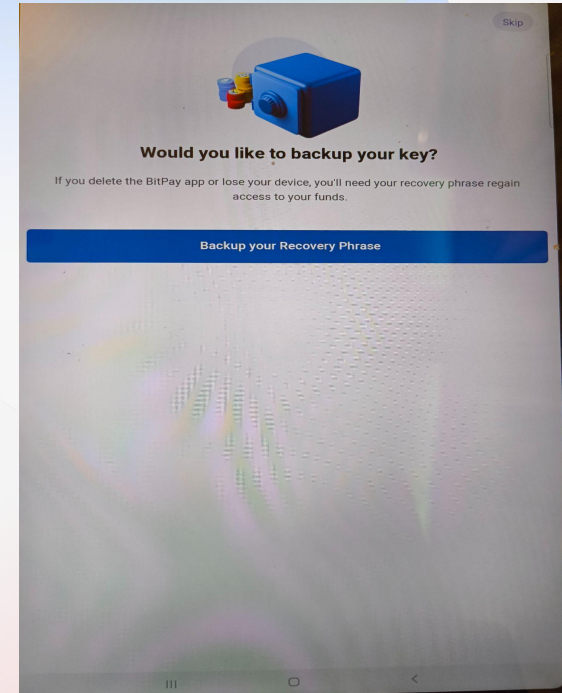 Skip
Would you like to backup your key?
If you delete the BitPay app or lose your device, you'll need your recovery phrase regain
access to your funds.
Backup your Recovery Phrase